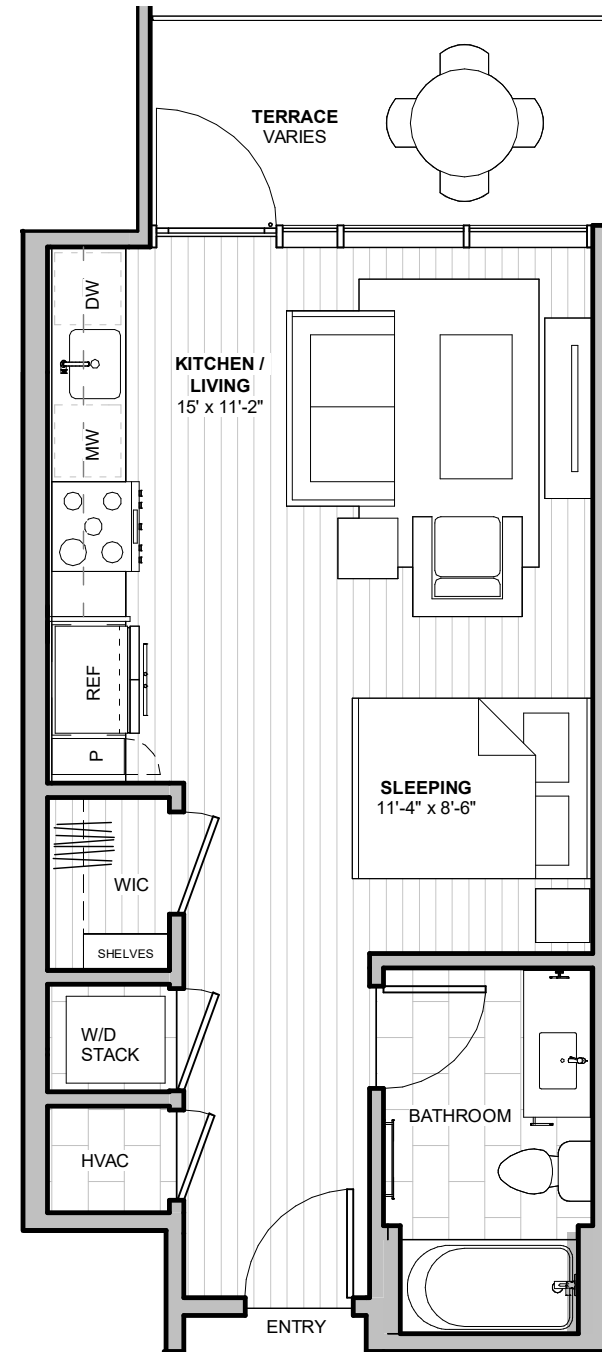 TERRACE
VARIES
DW
KITCHEN /
LIVING
15' x 11'-2"
MW
REF
P
SLEEPING
11'-4" x 8'-6"
WIC
SHELVES
W/D
STACK
BATHROOM
HVAC
ENTRY